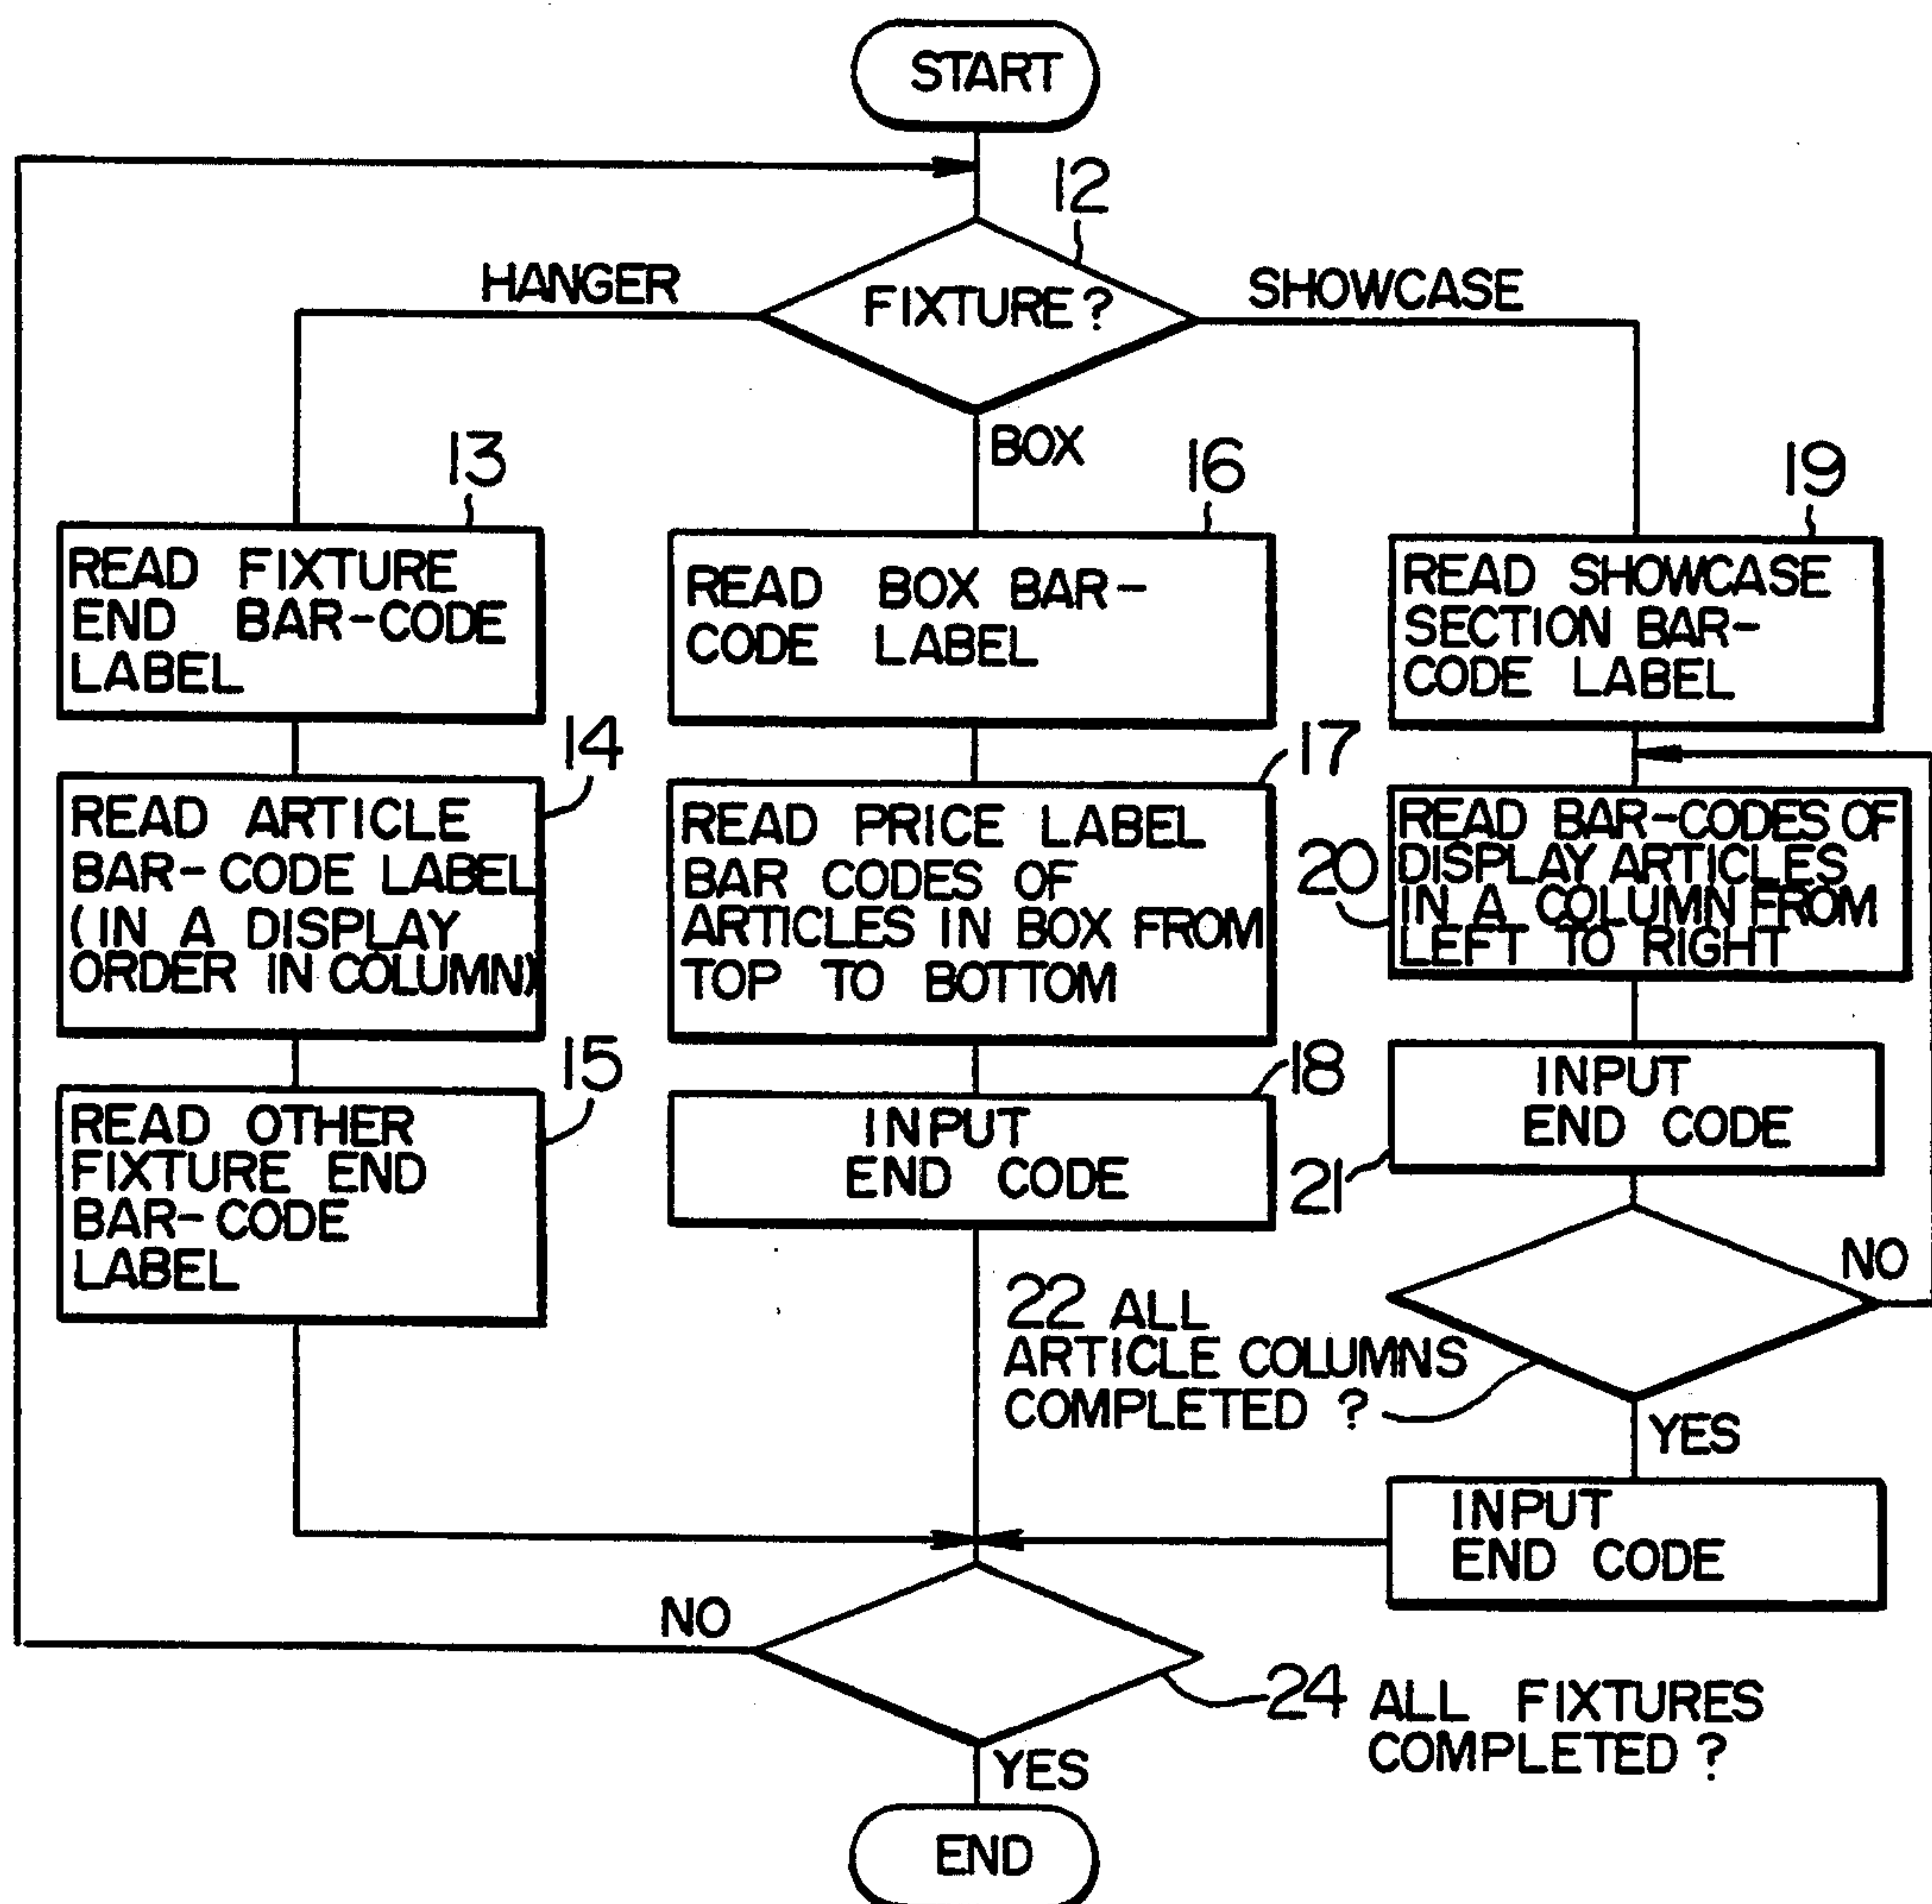 START
12
HANGER
FIXTURE?
SHOWCASE
BOX
13
READ FIXTURE
END BAR-CODE
LABEL
14
READ ARTICLE
BAR-CODE LABEL
(IN A DISPLAY
ORDER IN COLUMN)
15
READ OTHER
FIXTURE END
BAR-CODE
LABEL
16
READ BOX BAR-
CODE LABEL
17
READ PRICE LABEL
BAR CODES OF
ARTICLES IN BOX FROM
TOP TO BOTTOM
18
INPUT
END CODE
19
READ SHOWCASE
SECTION BAR-
CODE LABEL
20
READ BAR-CODES OF
DISPLAY ARTICLES
IN A COLUMN FROM
LEFT TO RIGHT
21
INPUT
END CODE
22 ALL
ARTICLE COLUMNS
COMPLETED ?
NO
YES
INPUT
END CODE
NO
24 ALL FIXTURES
COMPLETED ?
YES
END